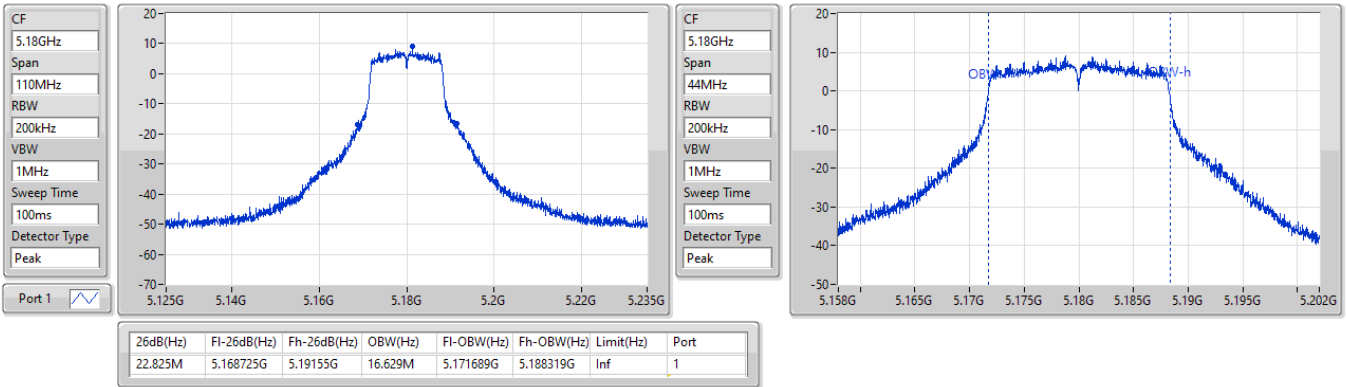 CF
5.18GHz
Span
110MHz
RBW
200kHz
VBW
1MHz
Sweep Time
100ms
Detector Type
Peak
Port 1
20
10
0
-10
-20
-30
-40
-50
-60
-70
5.125G 5.14G 5.16G 5.18G 5.2G 5.22G 5.235G
CF
5.18GHz
Span
44MHz
RBW
200kHz
VBW
1MHz
Sweep Time
100ms
Detector Type
Peak
20
10
0
-10
-20
-30
-40
-50
OBW-h
5.158G 5.165G 5.17G 5.175G 5.18G 5.185G 5.19G 5.195G 5.202G
26dB(Hz) Fl-26dB(Hz) Fh-26dB(Hz) OBW(Hz) Fl-OBW(Hz) Fh-OBW(Hz) Limit(Hz) Port
22.825M 5.168725G 5.19155G 16.629M 5.171689G 5.188319G Inf 1